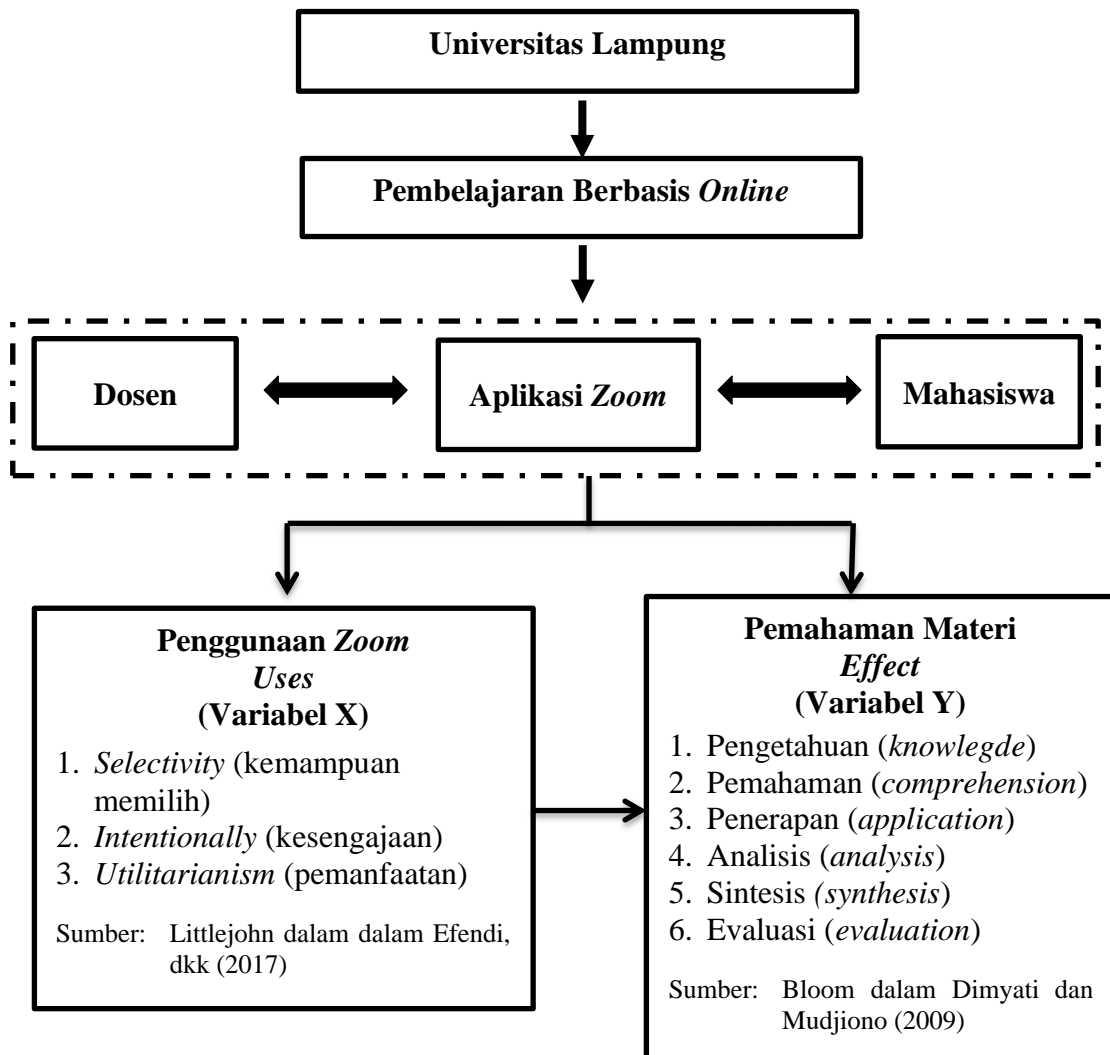 Universitas Lampung
Pembelajaran Berbasis Online
Dosen
Aplikasi Zoom
Mahasiswa
Penggunaan Zoom
Uses
(Variabel X)
1. Selectivity (kemampuan
memilih)
2. Intentionally (kesengajaan)
3. Utilitarianism (pemanfaatan)
Sumber: Littlejohn dalam dalam Efendi,
dkk (2017)
Pemahaman Materi
Effect
(Variabel Y)
1. Pengetahuan (knowlegde)
2. Pemahaman (comprehension)
3. Penerapan (application)
4. Analisis (analysis)
5. Sintesis (synthesis)
6. Evaluasi (evaluation)
Sumber: Bloom dalam Dimyati dan
Mudjiono (2009)